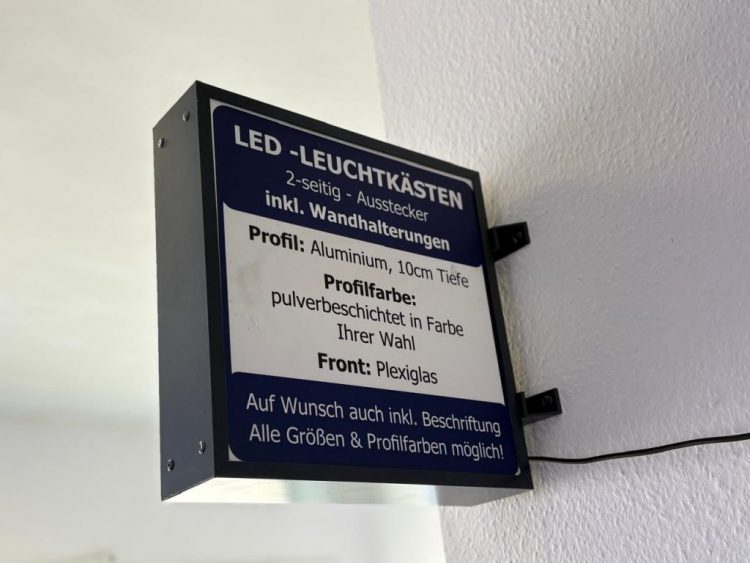 LED -LEUCHTKÄSTEN
2-seitig - Ausstecker
inkl. Wandhalterungen
Profil: Aluminium, 10cm Tiefe
Profilfarbe:
pulverbeschichtet in Farbe
Ihrer Wahl
Front: Plexiglas
Auf Wunsch auch inkl. Beschriftung
Alle Größen & Profilfarben möglich!